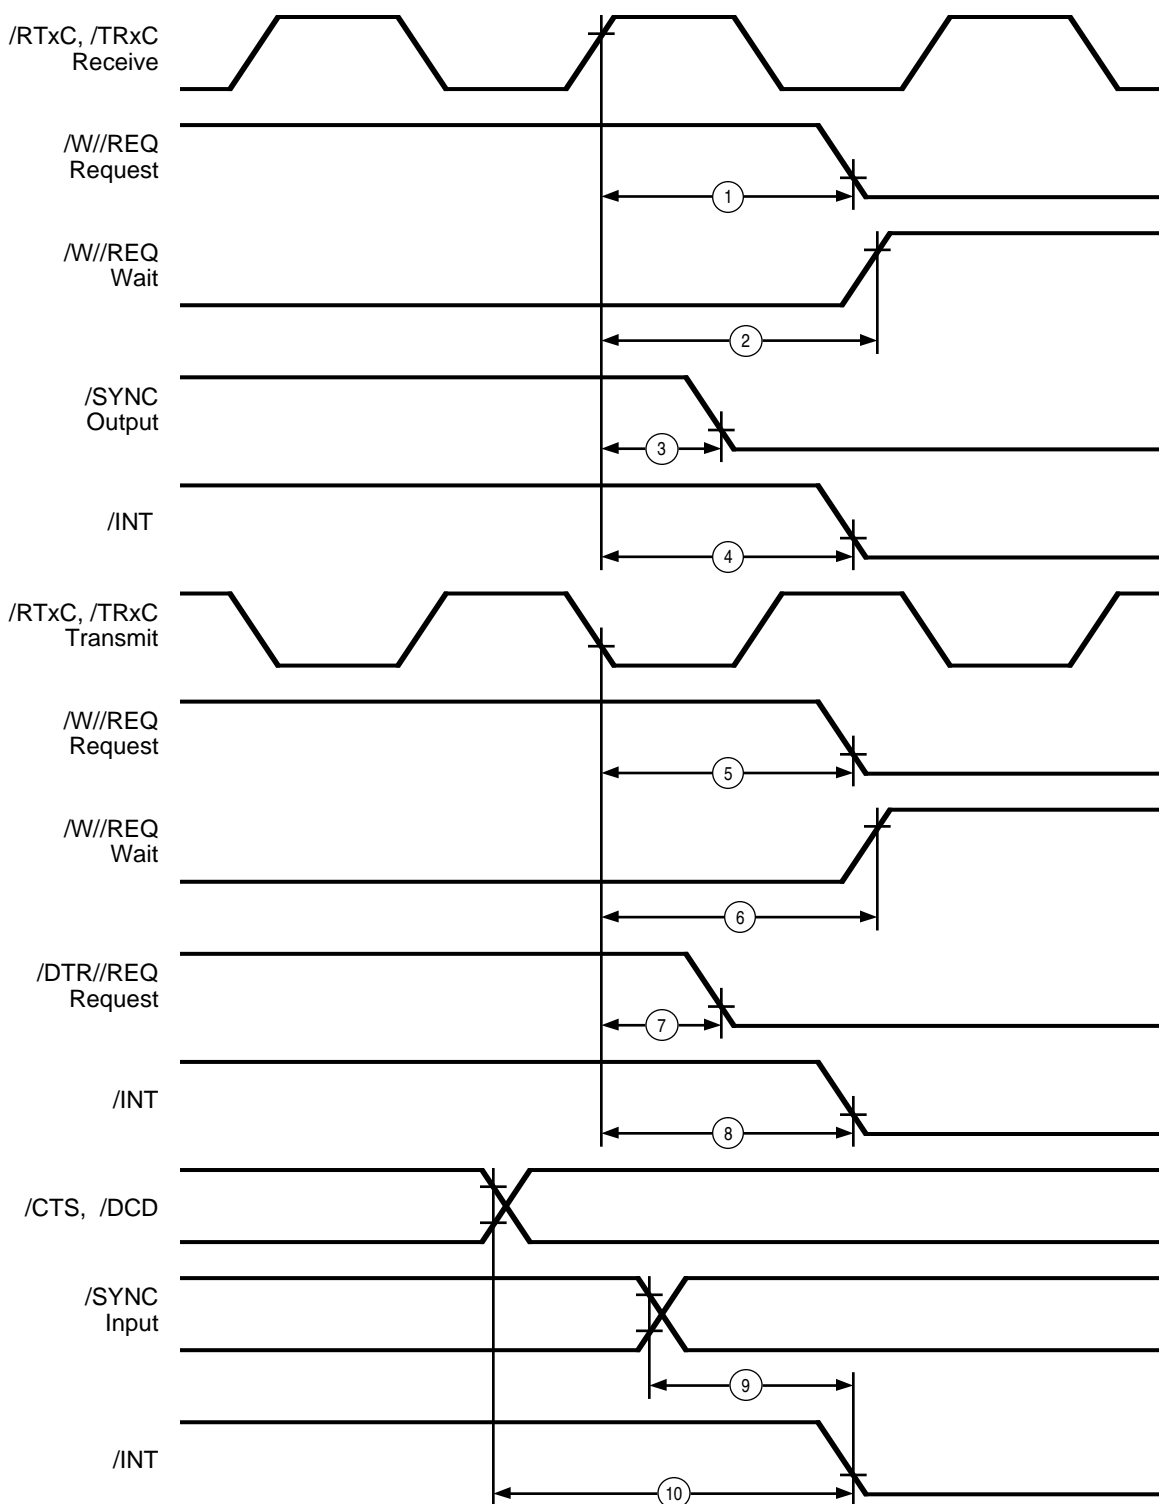 /RTxC, /TRxC
Receive
/W//REQ
Request
1
/W//REQ
Wait
2
/SYNC
Output
3
/INT
4
/RTxC, /TRxC
Transmit
/W//REQ
Request
5
/W//REQ
Wait
6
/DTR//REQ
Request
7
/INT
8
/CTS, /DCD
/SYNC
Input
9
/INT
10